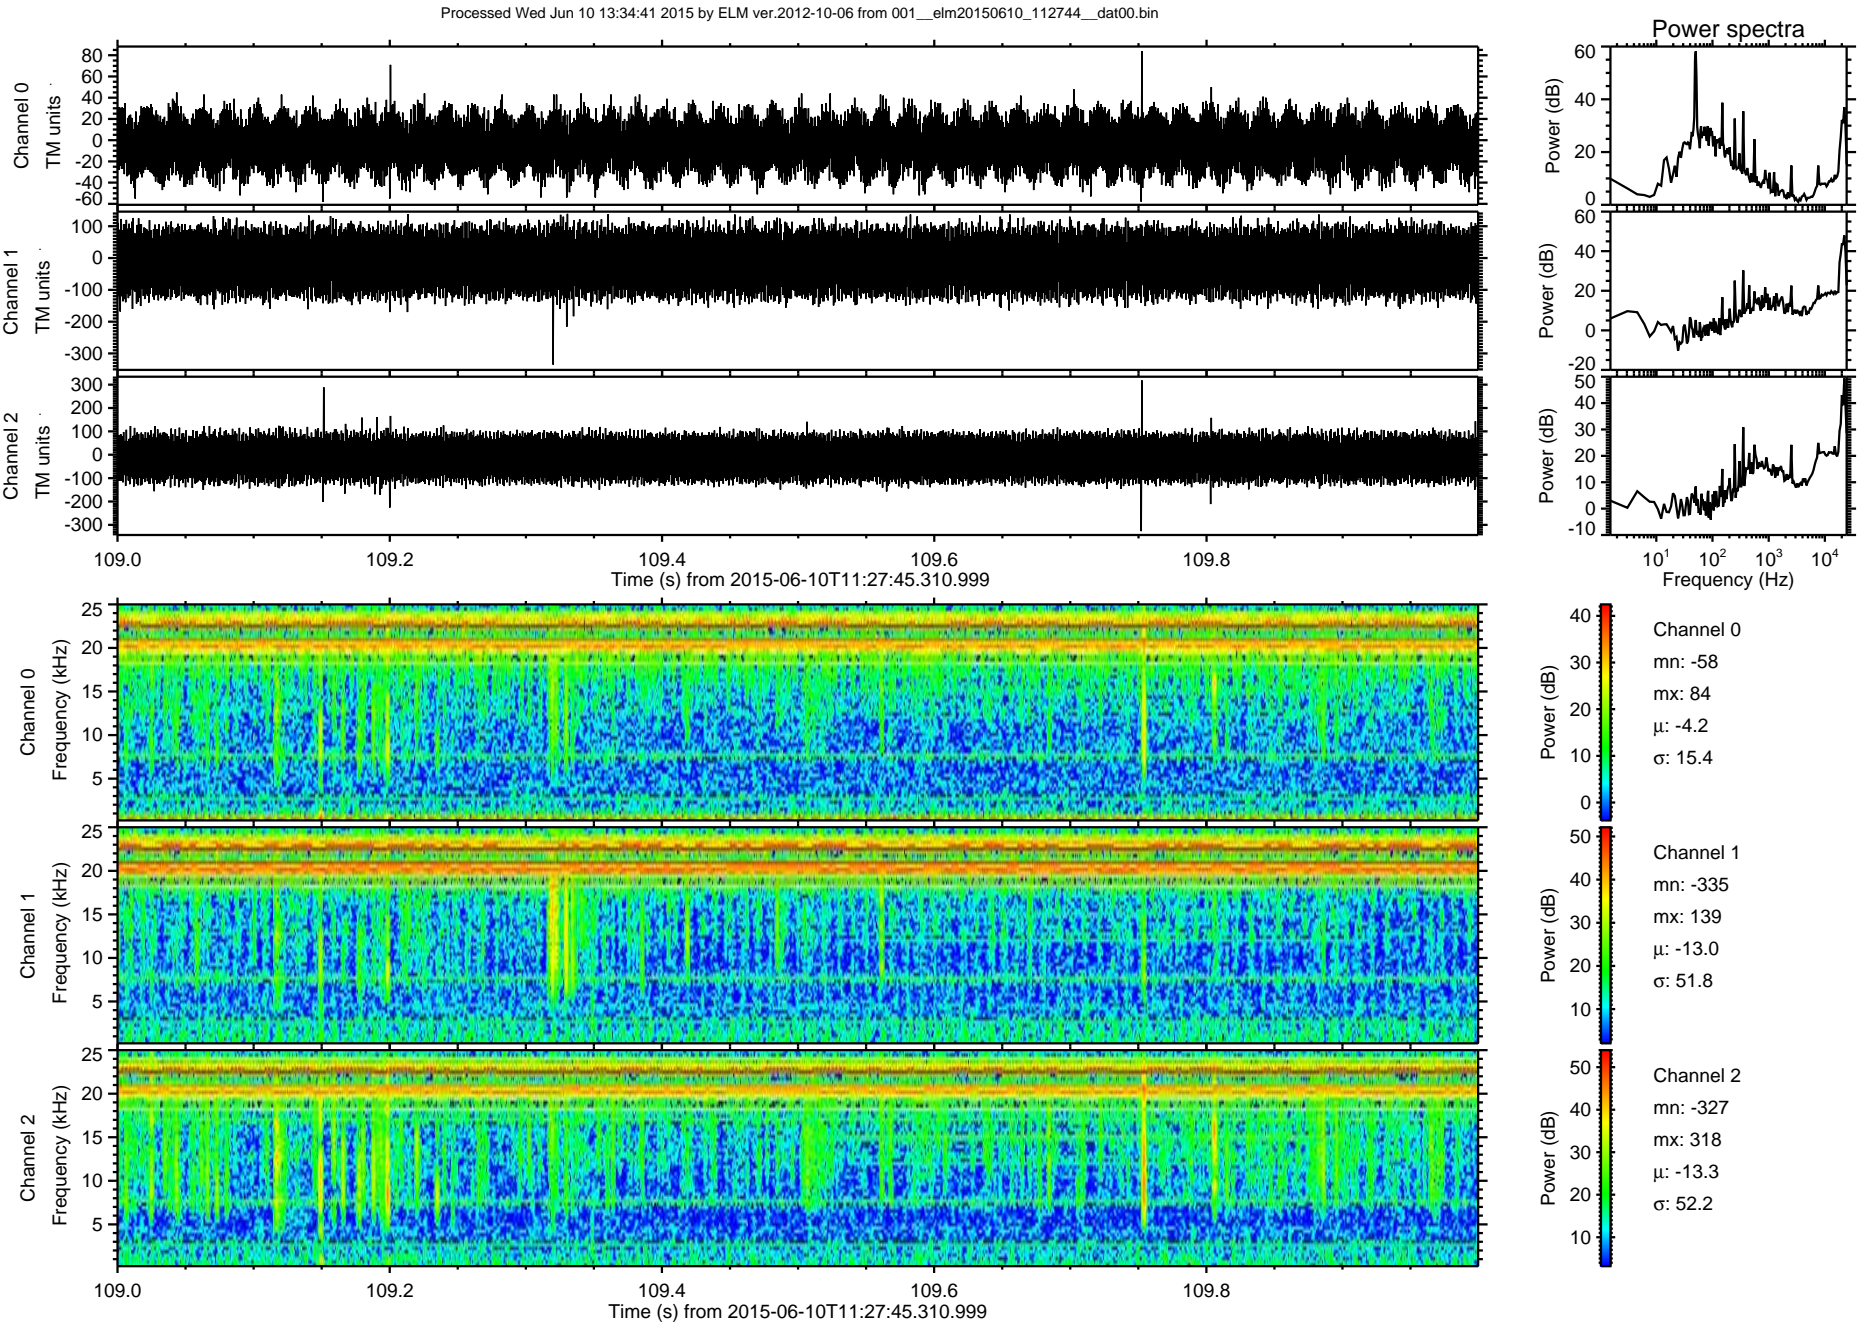 Processed Wed Jun 10 13:34:41 2015 by ELM ver.2012-10-06 from 001__elm20150610_112744__dat00.bin
Power spectra
Channel 0
TM units
80
60
40
20
0
-20
-40
-60
Power (dB)
60
40
20
0
Channel 1
TM units
100
0
-100
-200
-300
Power (dB)
60
40
20
0
-20
Channel 2
TM units
300
200
100
0
-100
-200
-300
Power (dB)
50
40
30
20
10
0
-10
109.0 109.2 109.4 109.6 109.8
Time (s) from 2015-06-10T11:27:45.310.999
10¹ 10² 10³ 10⁴
Frequency (Hz)
Channel 0
Frequency (kHz)
25
20
15
10
5
Power (dB)
40
30
20
10
0
Channel 0
mn: -58
mx: 84
μ: -4.2
σ: 15.4
Channel 1
Frequency (kHz)
25
20
15
10
5
Power (dB)
50
40
30
20
10
Channel 1
mn: -335
mx: 139
μ: -13.0
σ: 51.8
Channel 2
Frequency (kHz)
25
20
15
10
5
Power (dB)
50
40
30
20
10
Channel 2
mn: -327
mx: 318
μ: -13.3
σ: 52.2
109.0 109.2 109.4 109.6 109.8
Time (s) from 2015-06-10T11:27:45.310.999